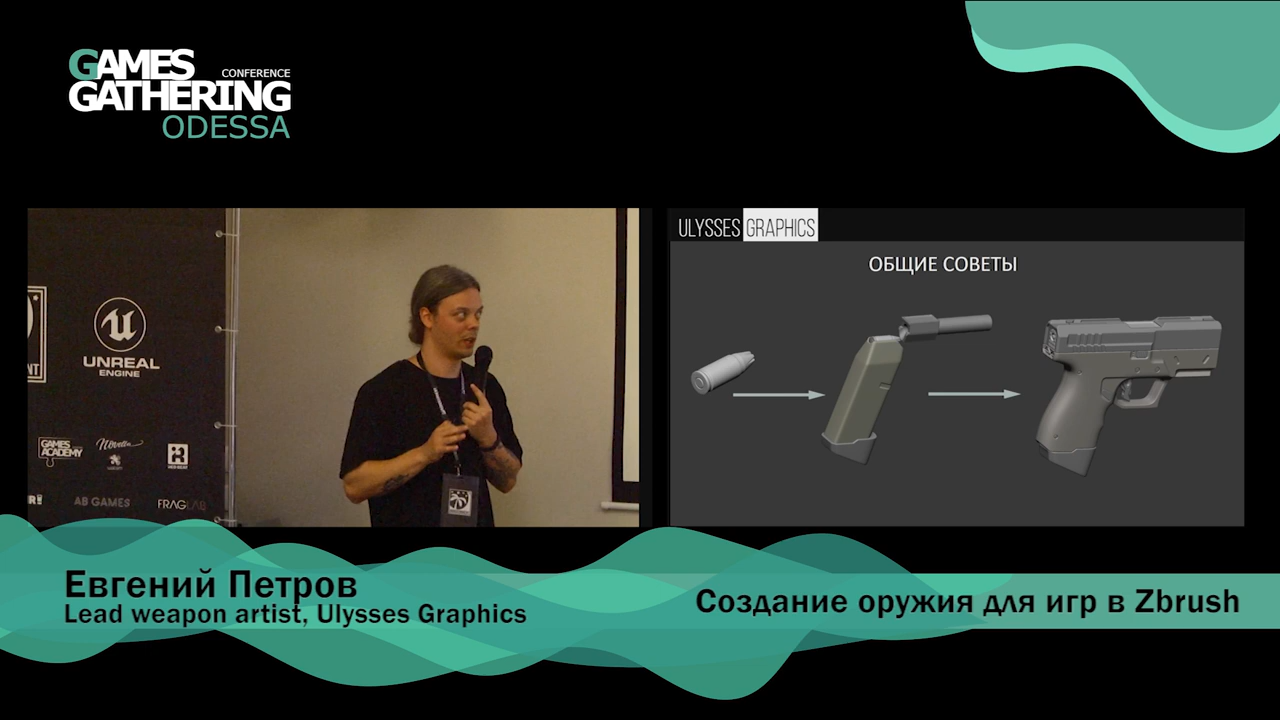 GAMES
CONFERENCE
GATHERING
ODESSA
UNREAL
ENGINE
GAMES
ACADEMY
AB GAMES
FRAGLAB
ULYSSES GRAPHICS
ОБЩИЕ СОВЕТЫ
Евгений Петров
Lead weapon artist, Ulysses Graphics
Создание оружия для игр в Zbrush